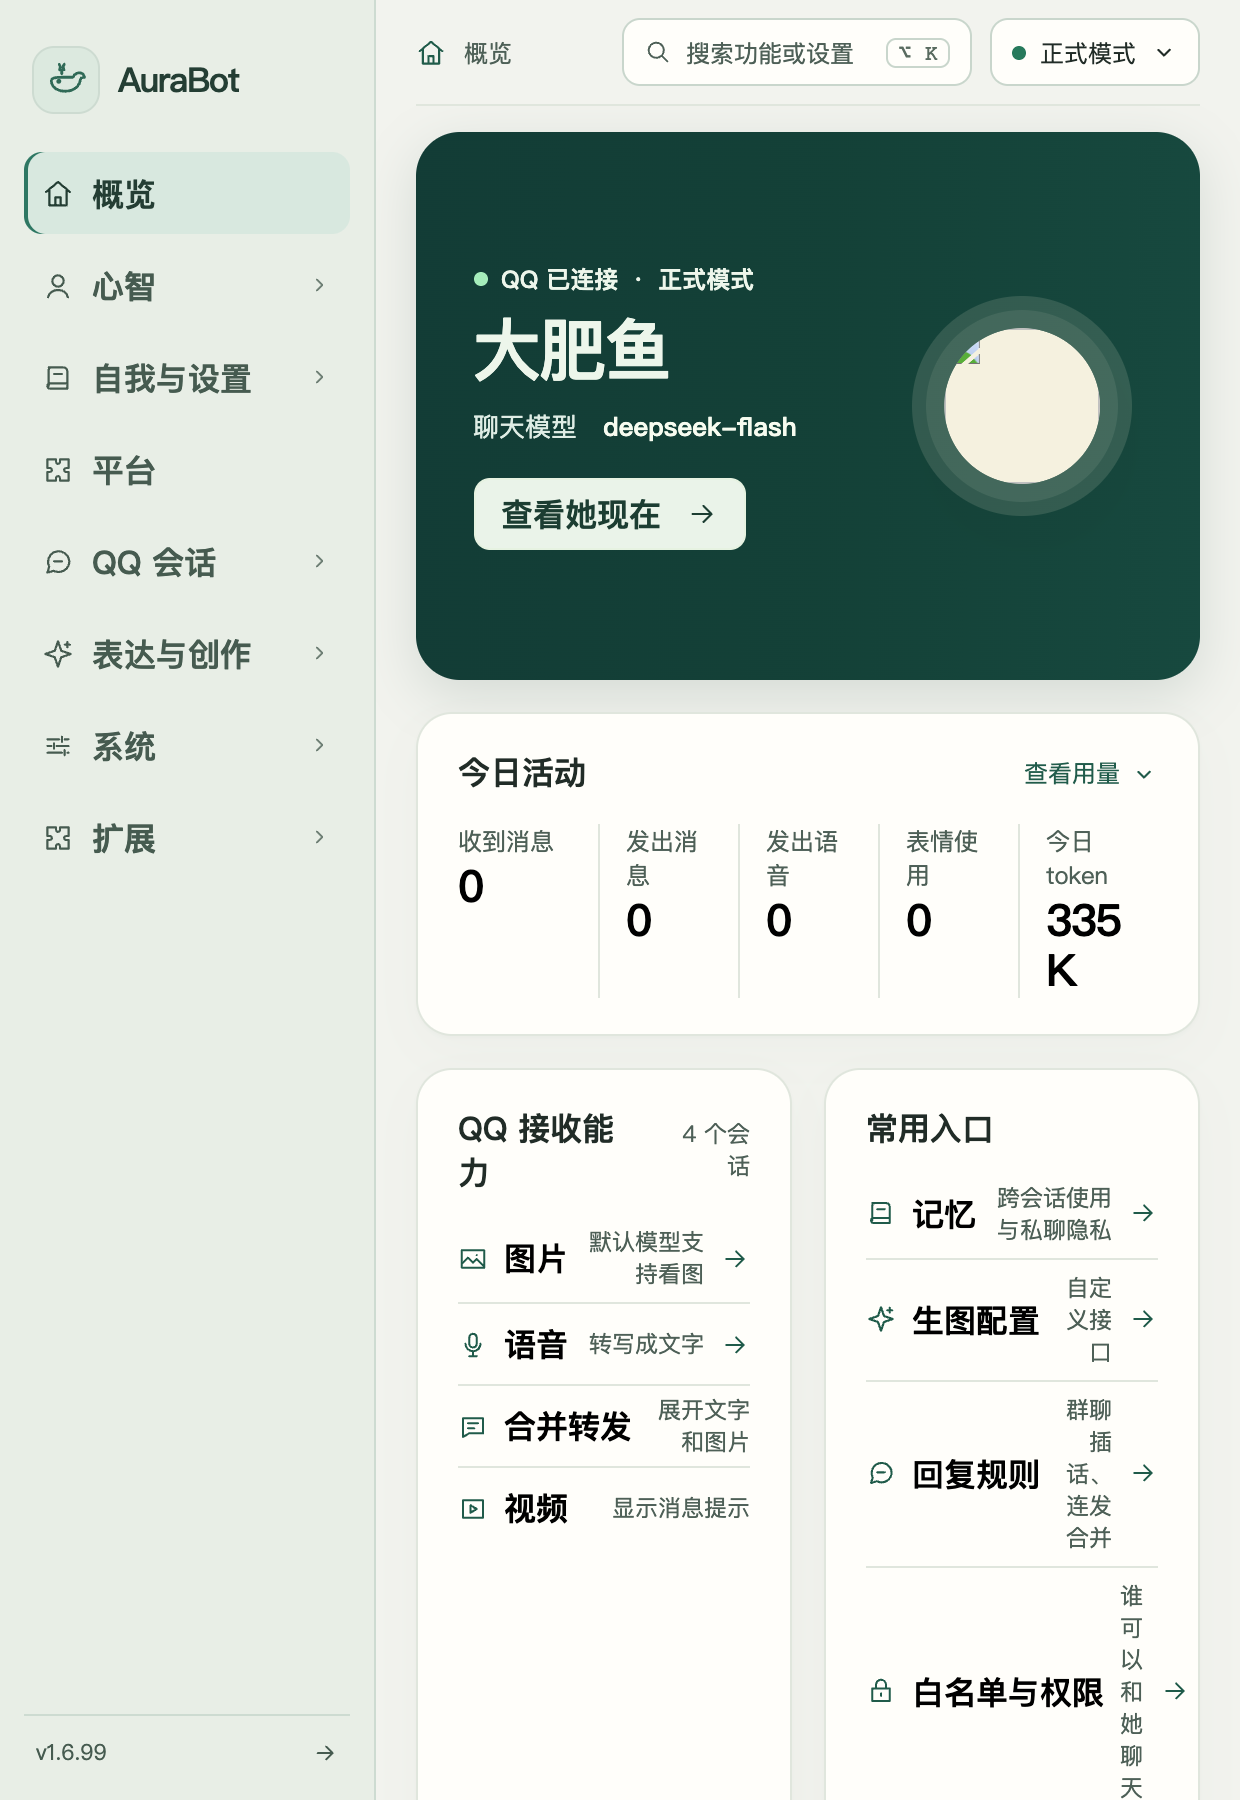 AuraBot
概览
心智
自我与设置
平台
QQ 会话
表达与创作
系统
扩展
v1.6.99
概览
搜索功能或设置
⌥ K
正式模式
QQ 已连接 · 正式模式
大肥鱼
聊天模型 deepseek-flash
查看她现在
今日活动
查看用量
收到消息
0
发出消
息
0
发出语
音
0
表情使
用
0
今日
token
335
K
QQ 接收能
力
4 个会
话
图片
默认模型支
持看图
语音
转写成文字
合并转发
展开文字
和图片
视频
显示消息提示
常用入口
记忆
跨会话使用
与私聊隐私
生图配置
自定
义接
口
回复规则
群聊
插
话、
连发
合并
白名单与权限
谁
可
以
和
她
聊
天